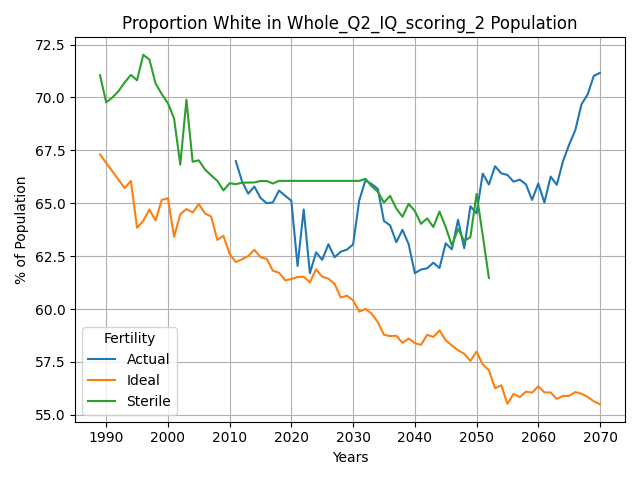 Proportion White in Whole_Q2_IQ_scoring_2 Population
% of Population
72.5
70.0
67.5
65.0
62.5
60.0
57.5
55.0
Fertility
Actual
Ideal
Sterile
1990 2000 2010 2020 2030 2040 2050 2060 2070
Years